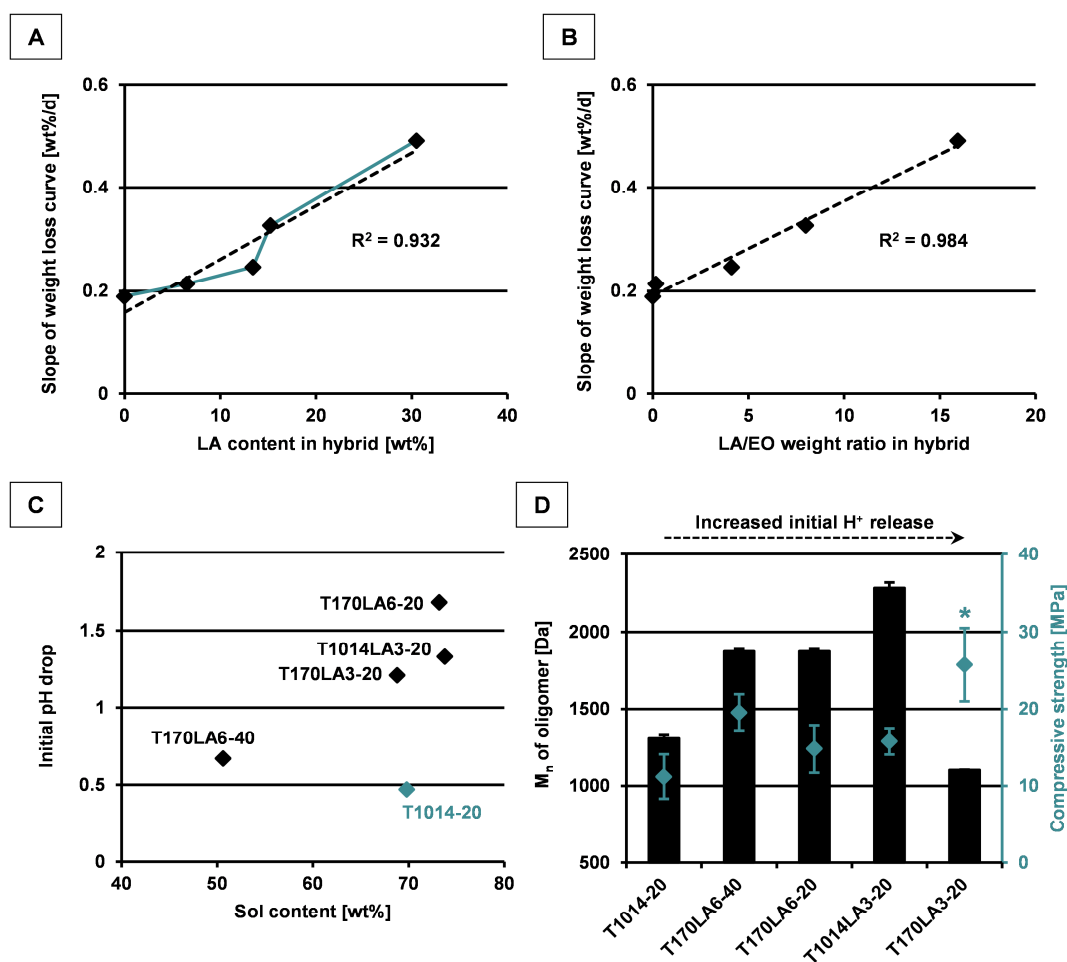 A
Slope of weight loss curve [wt%/d]
0.6
0.4
0.2
0
R² = 0.932
0 10 20 30 40
LA content in hybrid [wt%]
B
Slope of weight loss curve [wt%/d]
0.6
0.4
0.2
0
R² = 0.984
0 5 10 15 20
LA/EO weight ratio in hybrid
C
Initial pH drop
2
1.5
1
0.5
0
T170LA6-20
T1014LA3-20
T170LA3-20
T170LA6-40
T1014-20
40 50 60 70 80
Sol content [wt%]
D
Increased initial H⁺ release
Mₙ of oligomer [Da]
2500
2000
1500
1000
500
*
40
30
20
10
0
Compressive strength [MPa]
T1014-20
T170LA6-40
T170LA6-20
T1014LA3-20
T170LA3-20